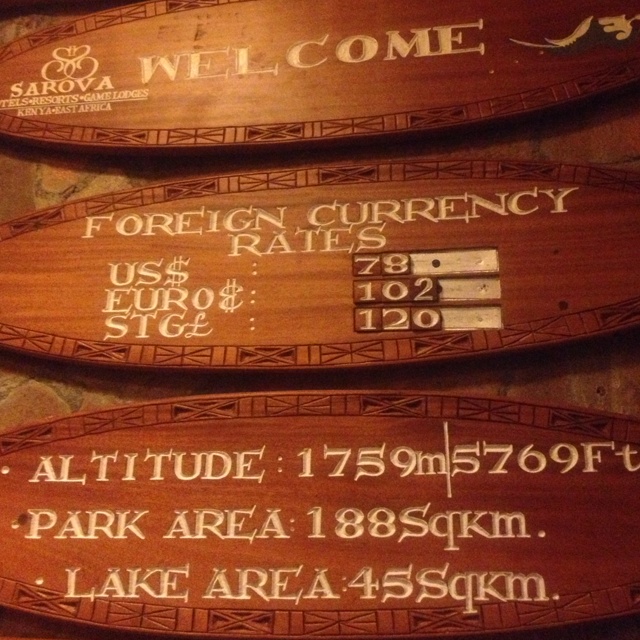 SAROVA
TELS•RESORTS•GAME LODGES
KENYA•EAST AFRICA
WELCOME
FOREIGN CURRENCY
RATES
US$ : 78
EURO¢ : 102
STG£ : 120
• ALTITUDE : 1759m|5769Ft
• PARK AREA: 188SqKm.
• LAKE AREA:45Sqkm.